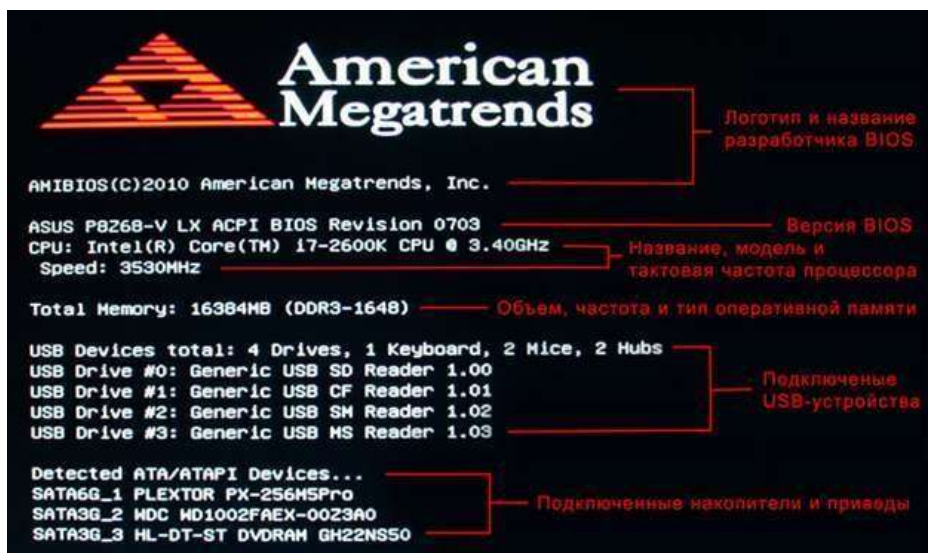 American
Megatrends
Логотип и название
разработчика BIOS
AMIBIOS(C)2010 American Megatrends, Inc.
ASUS P8Z68-V LX ACPI BIOS Revision 0703
Версия BIOS
CPU: Intel(R) Core(TM) i7-2600K CPU @ 3.40GHz
Speed: 3530MHz
Название, модель и
тактовая частота процессора
Total Memory: 16384MB (DDR3-1648)
Объем, частота и тип оперативной памяти
USB Devices total: 4 Drives, 1 Keyboard, 2 Mice, 2 Hubs
USB Drive #0: Generic USB SD Reader 1.00
USB Drive #1: Generic USB CF Reader 1.01
USB Drive #2: Generic USB SM Reader 1.02
USB Drive #3: Generic USB MS Reader 1.03
Подключеные
USB-устройства
Detected ATA/ATAPI Devices...
SATA6G_1 PLEXTOR PX-256M5Pro
SATA3G_2 WDC WD1002FAEX-00Z3A0
SATA3G_3 HL-DT-ST DVDRAM GH22NS50
Подключенные накопители и приводы